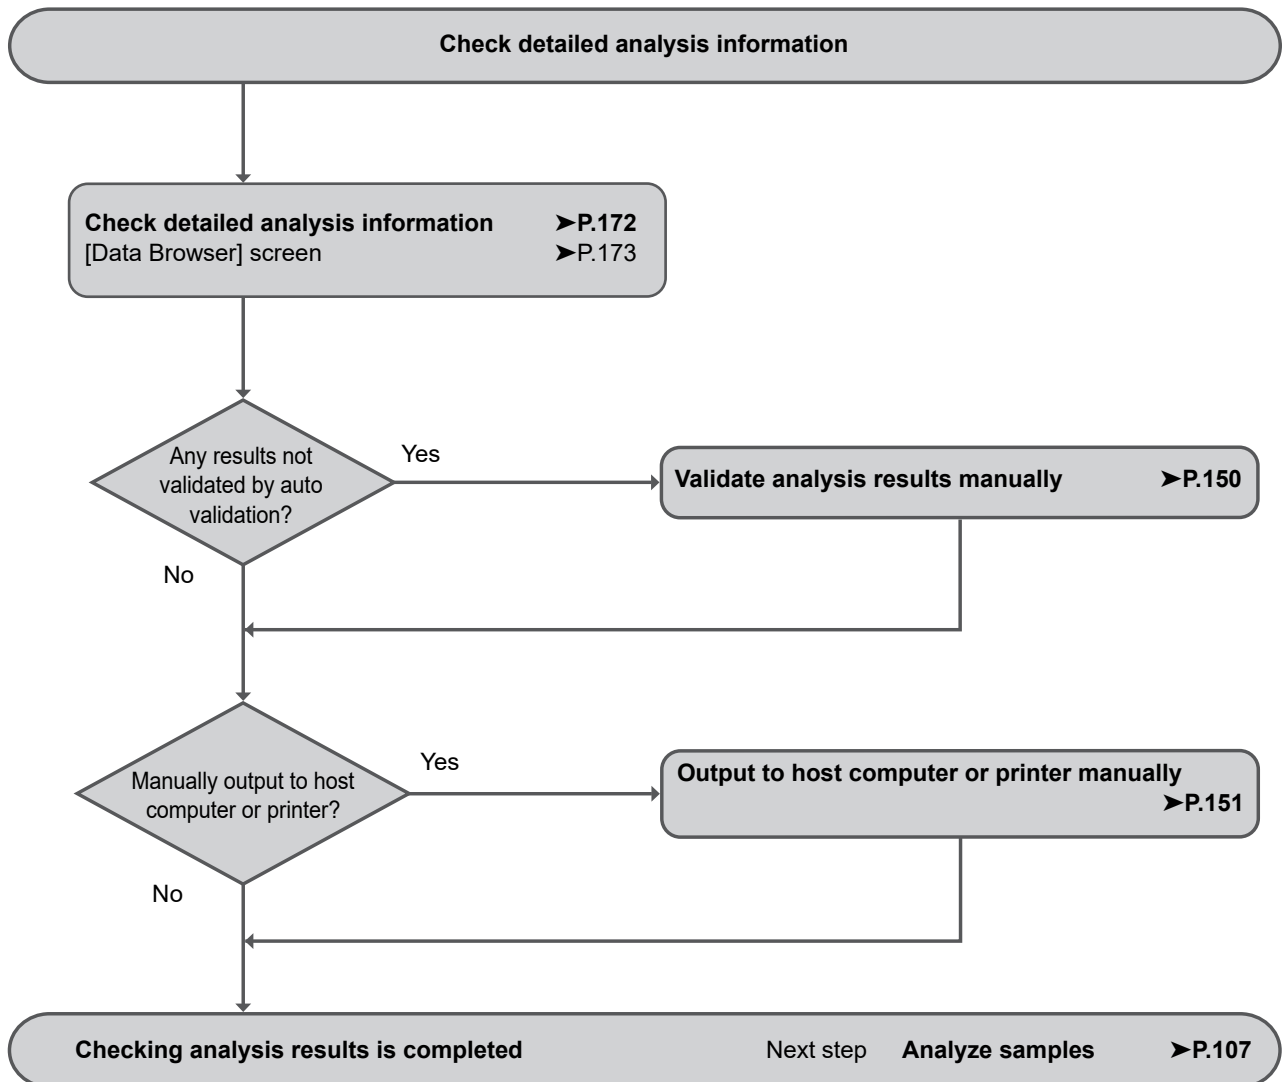 Check detailed analysis information
Check detailed analysis information ➤P.172
[Data Browser] screen ➤P.173
Any results not
validated by auto
validation?
Yes
Validate analysis results manually ➤P.150
No
Manually output to host
computer or printer?
Yes
Output to host computer or printer manually
➤P.151
No
Checking analysis results is completed Next step Analyze samples ➤P.107